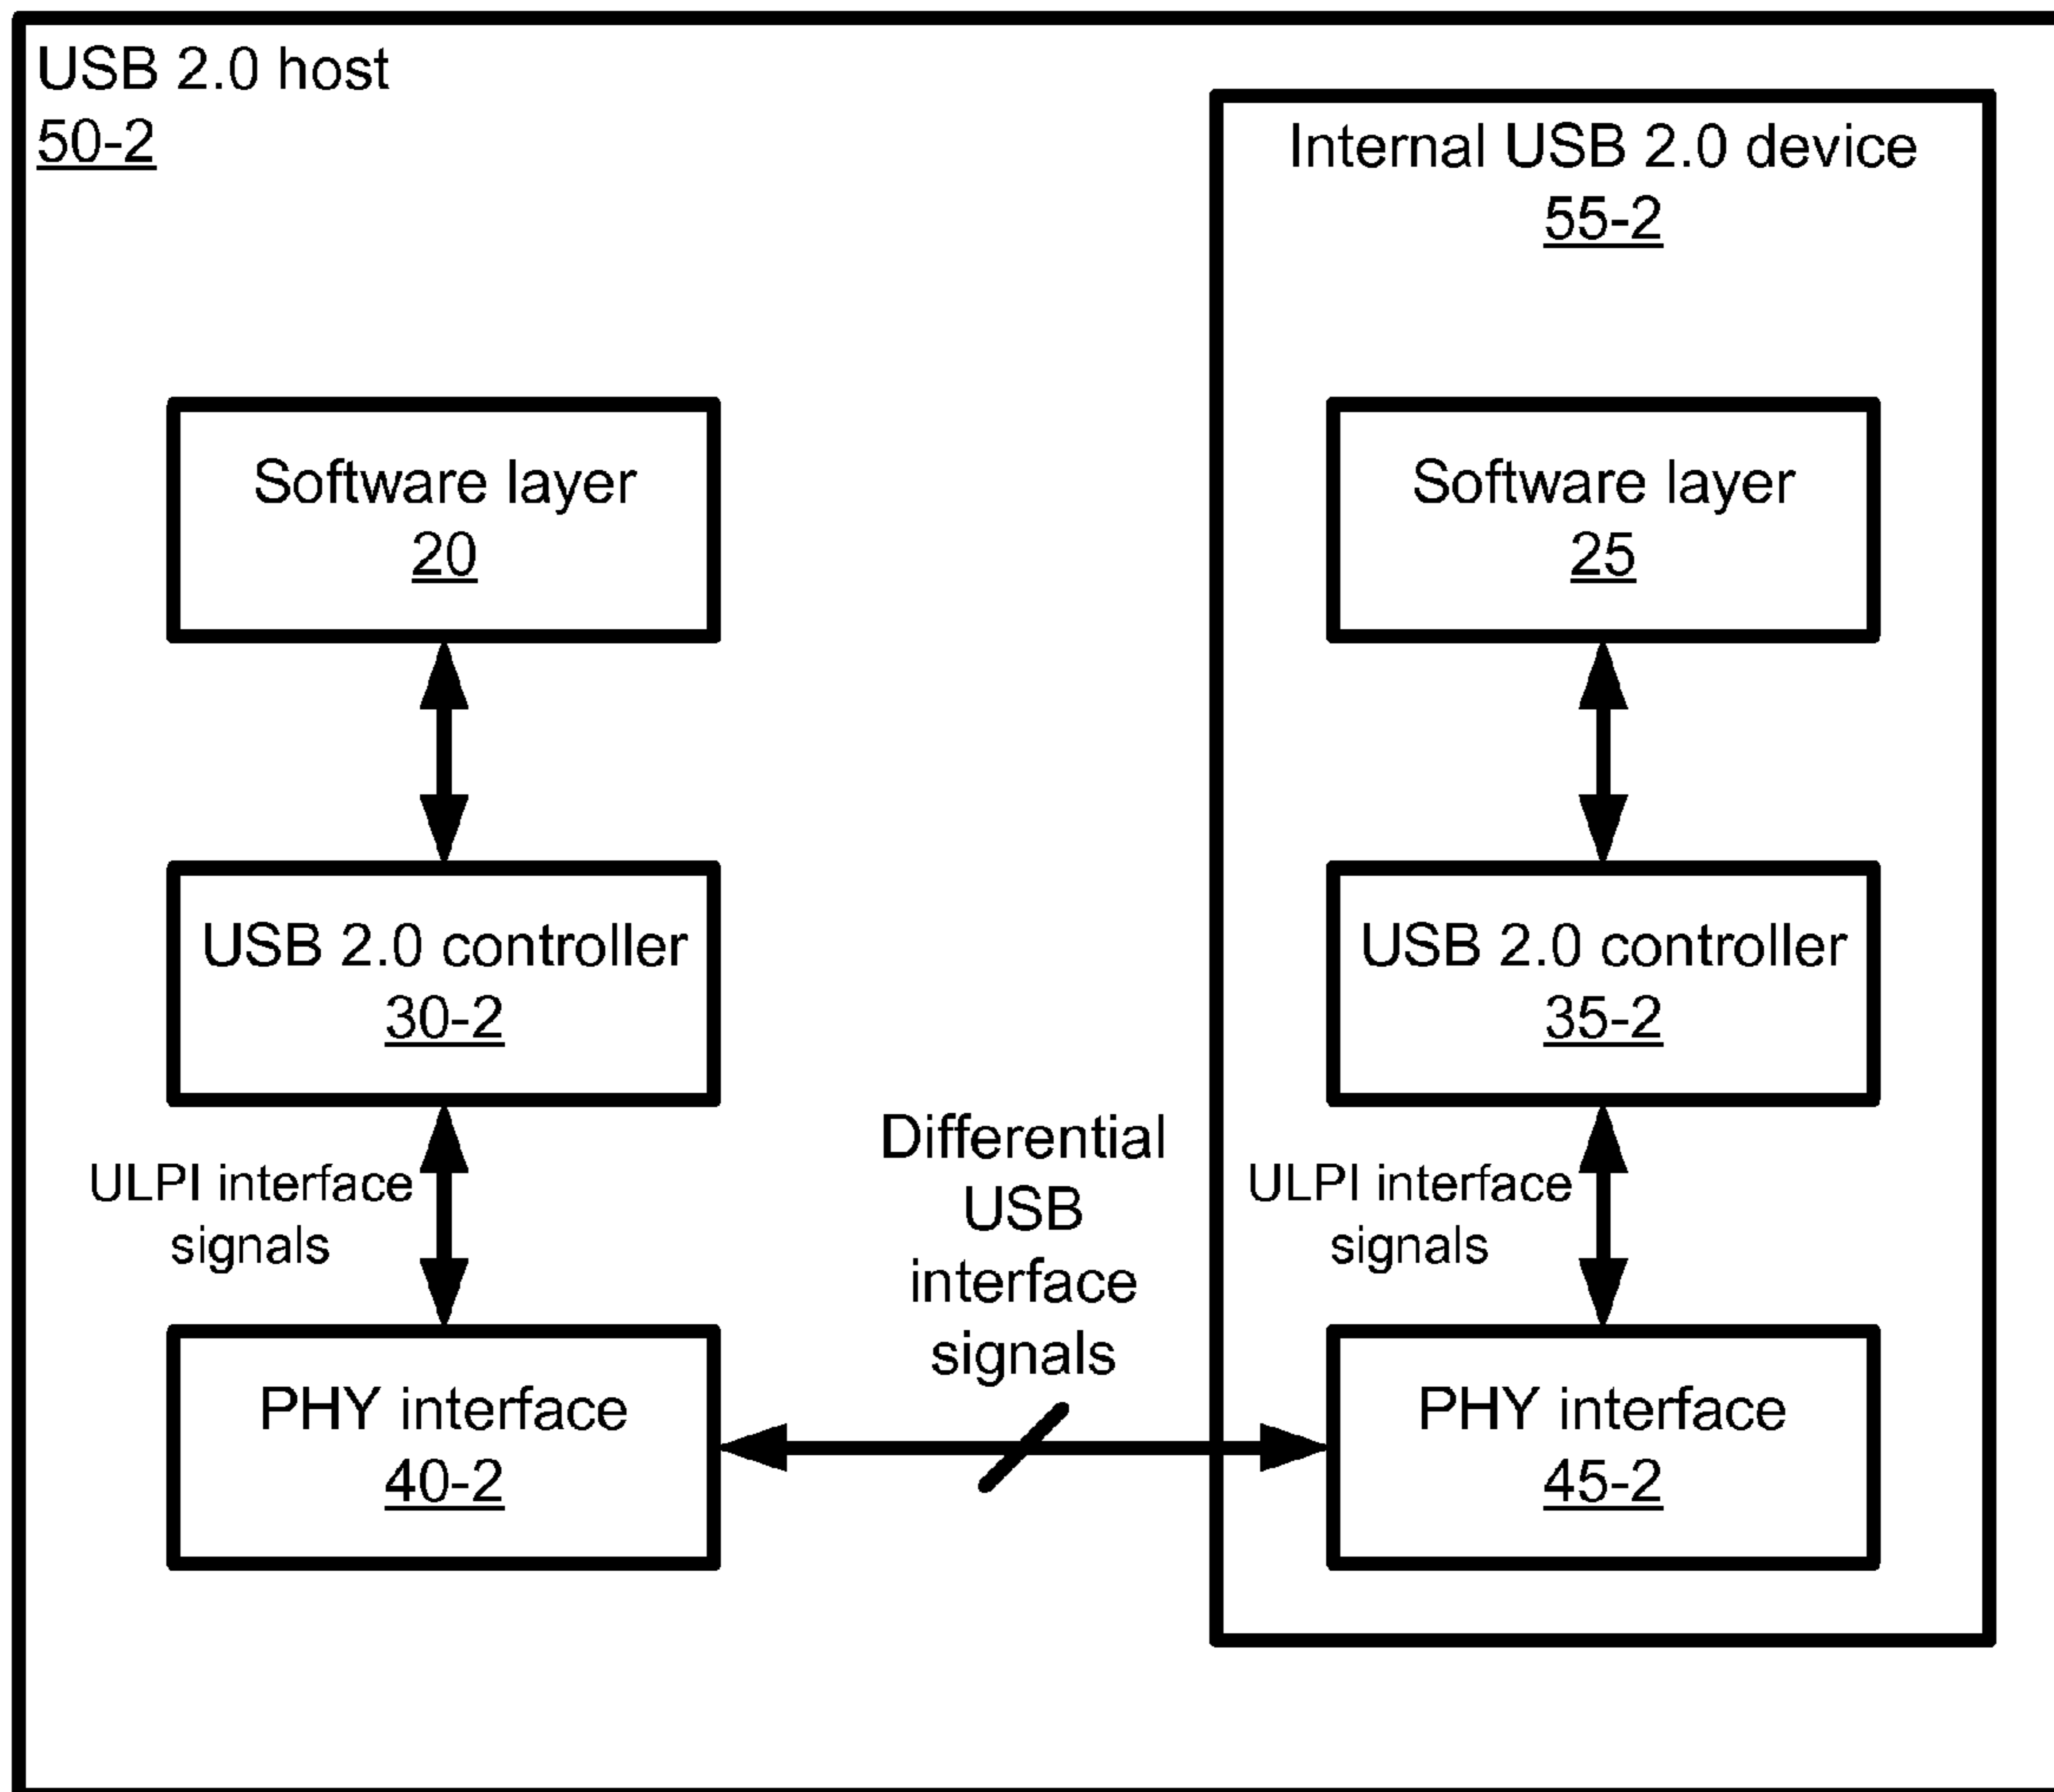 USB 2.0 host
50-2
Internal USB 2.0 device
55-2
Software layer
20
Software layer
25
USB 2.0 controller
30-2
USB 2.0 controller
35-2
ULPI interface
signals
Differential
USB
interface
signals
ULPI interface
signals
PHY interface
40-2
PHY interface
45-2